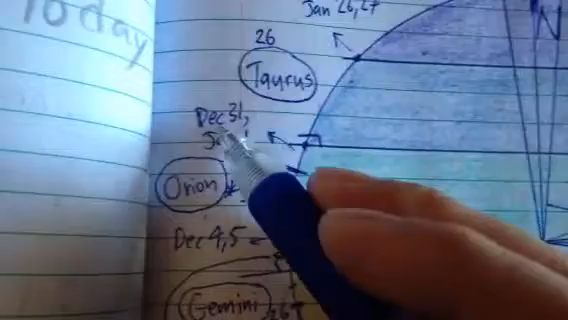 Today
Jan 26, 27
N
26
Taurus
Dec 31,
Orion *
Dec 4, 5
Gemini